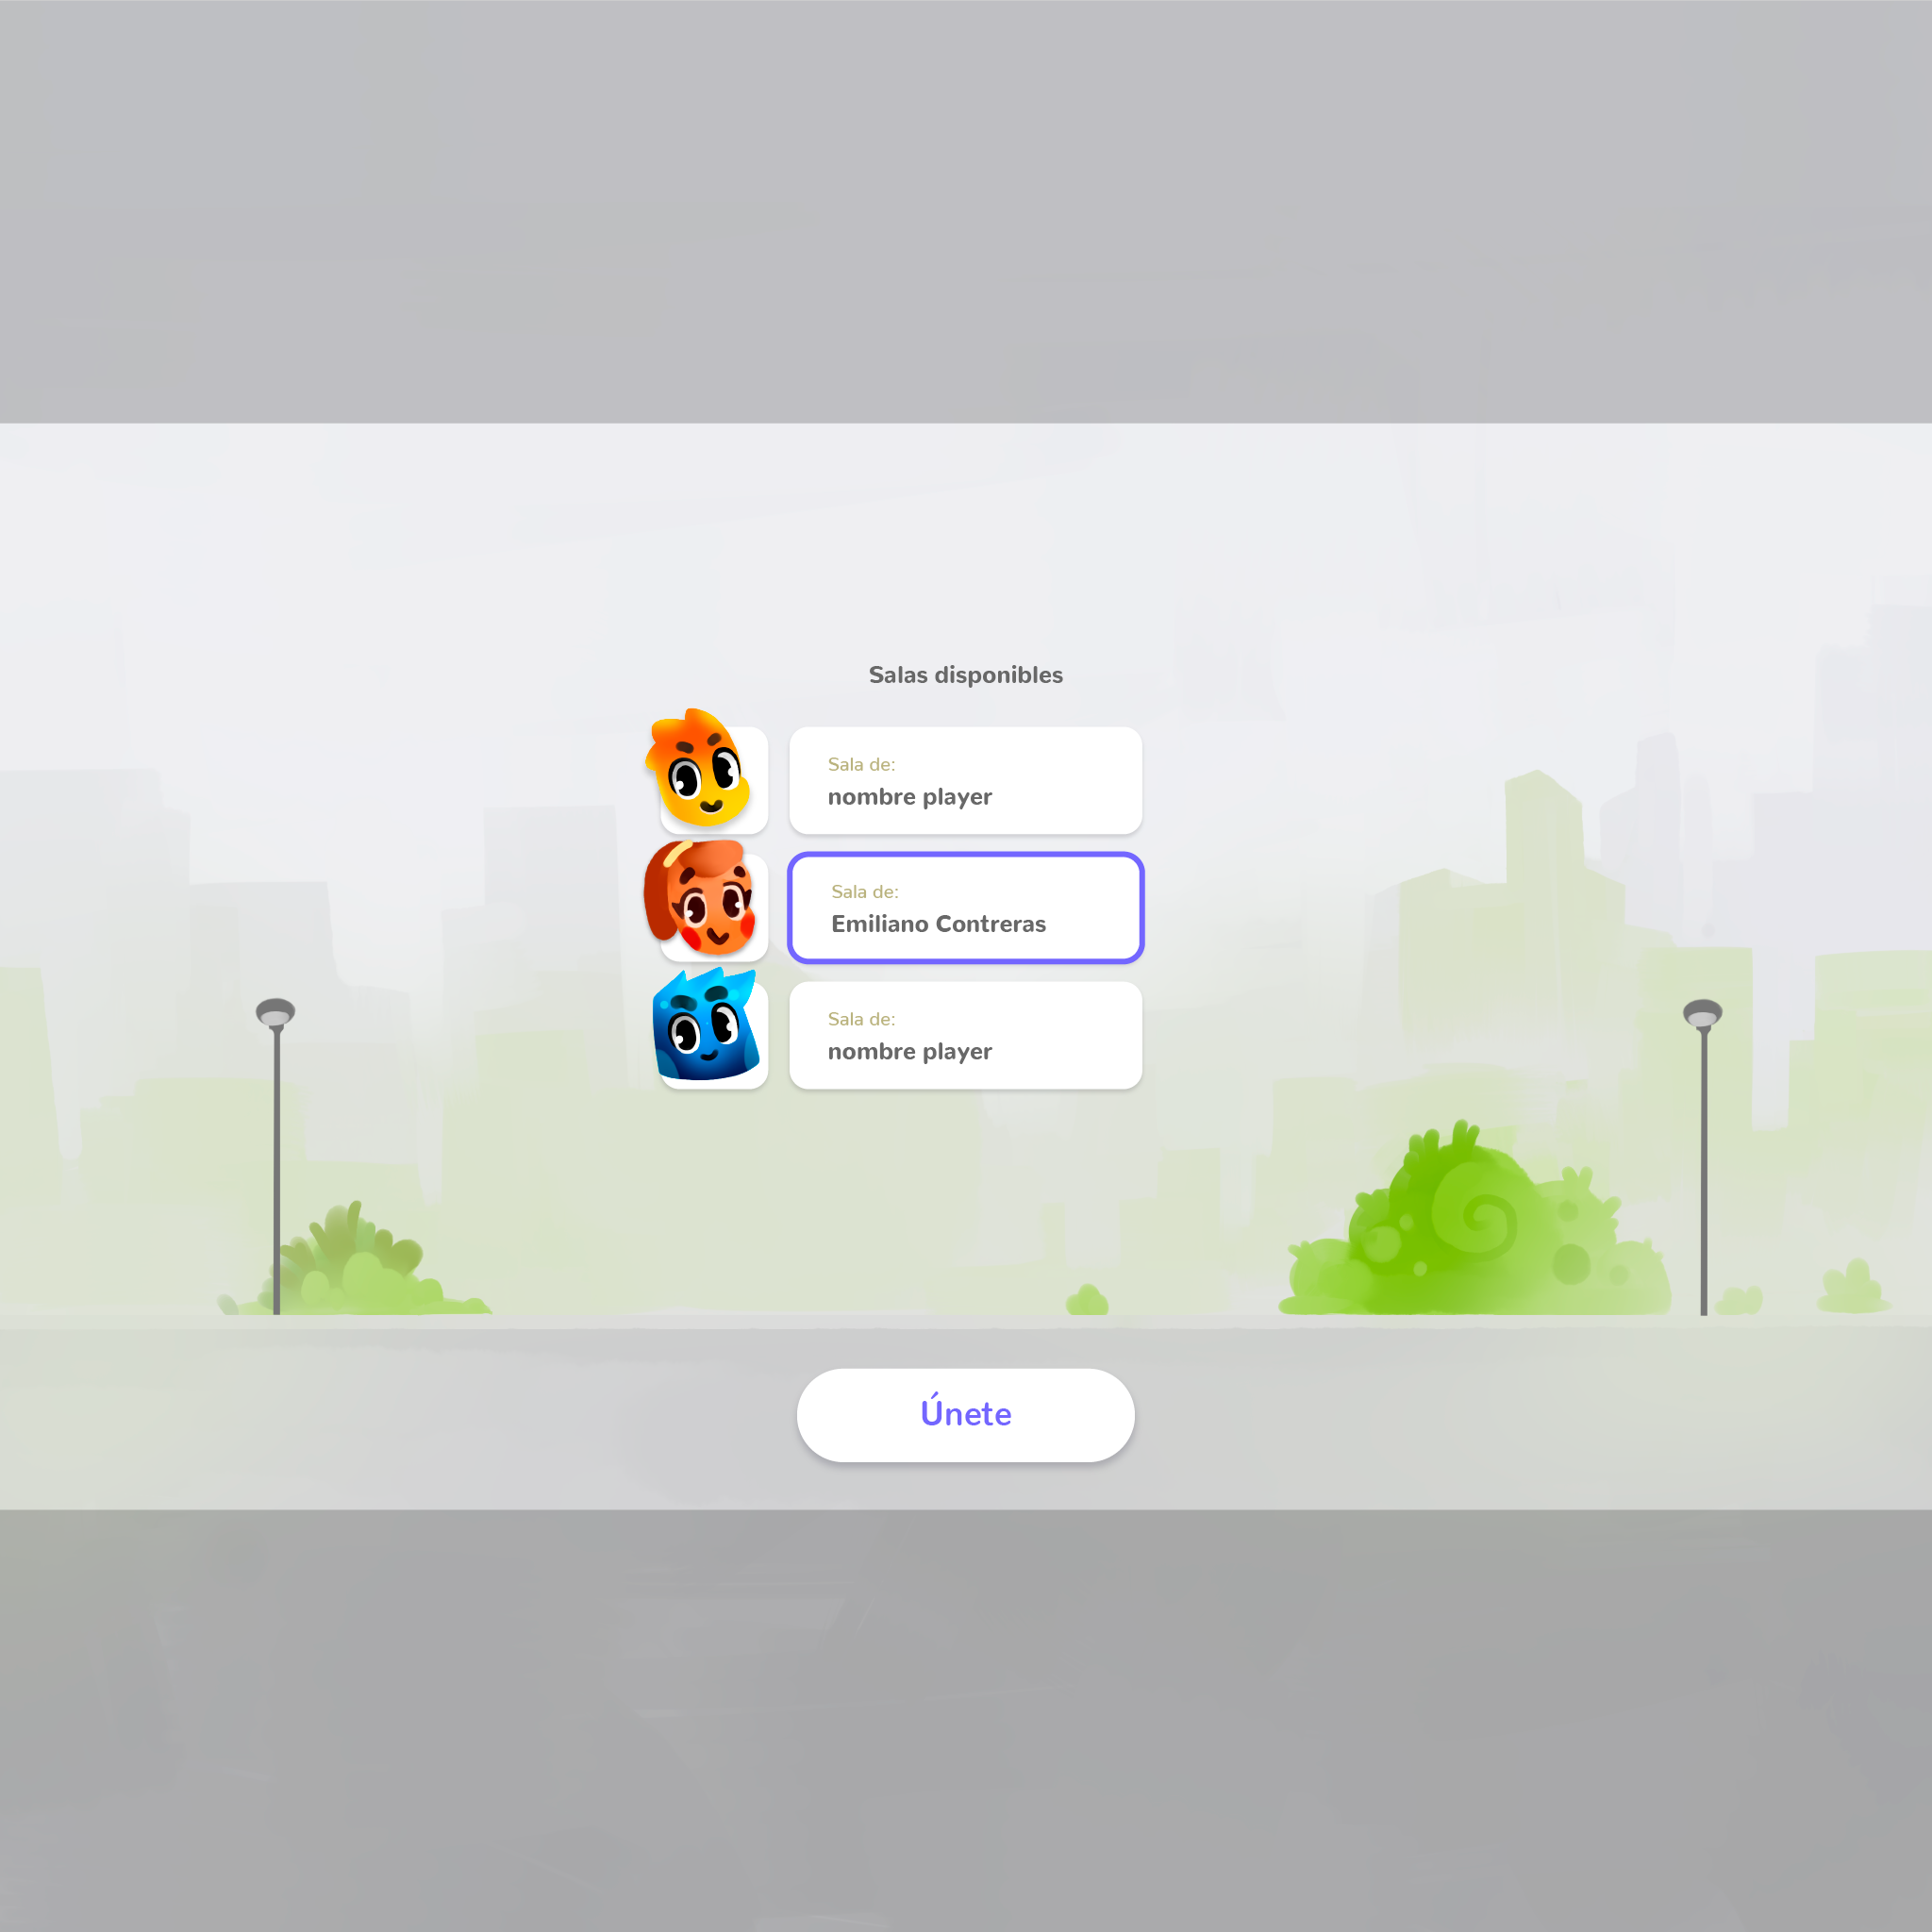 Salas disponibles
Sala de:
nombre player
Sala de:
Emiliano Contreras
Sala de:
nombre player
Únete